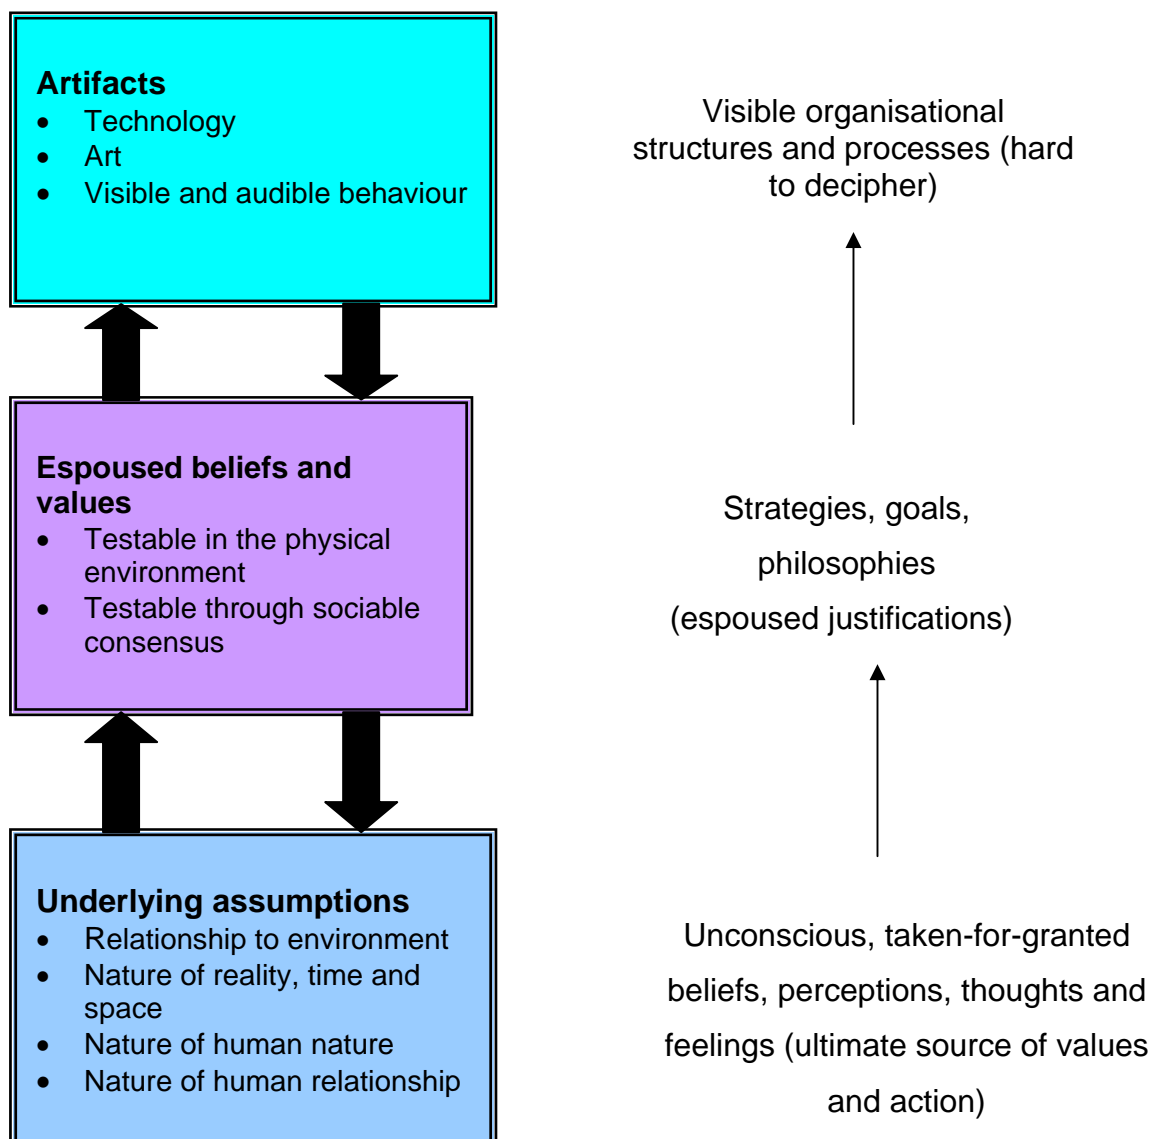 Artifacts
• Technology
• Art
• Visible and audible behaviour
Visible organisational
structures and processes (hard
to decipher)
Espoused beliefs and
values
• Testable in the physical
environment
• Testable through sociable
consensus
Strategies, goals,
philosophies
(espoused justifications)
Underlying assumptions
• Relationship to environment
• Nature of reality, time and
space
• Nature of human nature
• Nature of human relationship
Unconscious, taken-for-granted
beliefs, perceptions, thoughts and
feelings (ultimate source of values
and action)